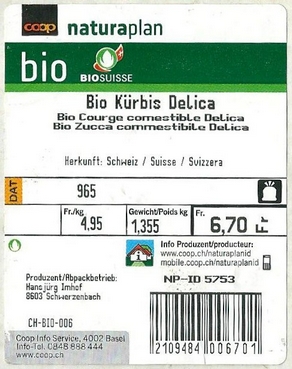 coop naturaplan
bio BIOSUISSE
Bio Kürbis Delica
Bio Courge comestible Delica
Bio Zucca commestibile Delica
Herkunft: Schweiz / Suisse / Svizzera
DAT 965
Fr./kg 4,95 Gewicht/Poids kg 1,355 Fr. 6,70 Fr
Info Produzent/producteur:
www.coop.ch/naturaplanid
mobile.coop.ch/naturaplanid
Produzent/Abpackbetrieb:
Hansjürg Imhof
8603 Schwerzenbach
NP-ID 5753
CH-BIO-006
Coop Info Service, 4002 Basel
Info-Tel. 0848 888 444
www.coop.ch
2109484 006701